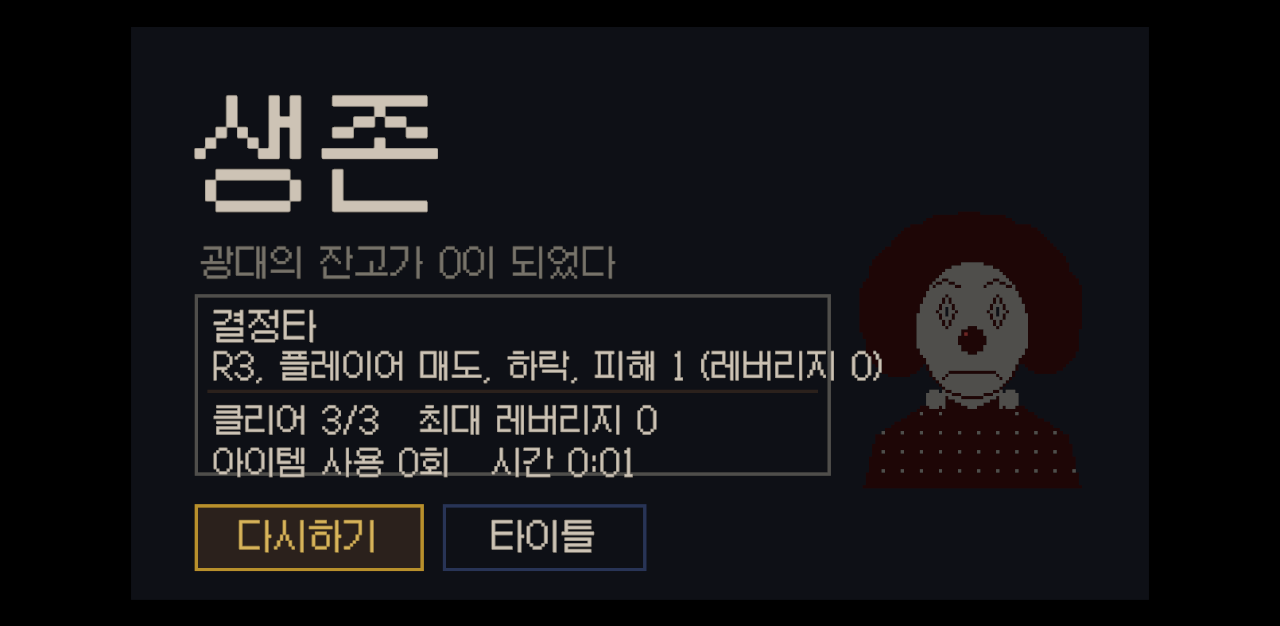 생존
광대의 잔고가 0이 되었다
결정타
R3, 플레이어 매도, 하락, 피해 1 (레버리지 0)
클리어 3/3 최대 레버리지 0
아이템 사용 0회 시간 0:01
다시하기 타이틀